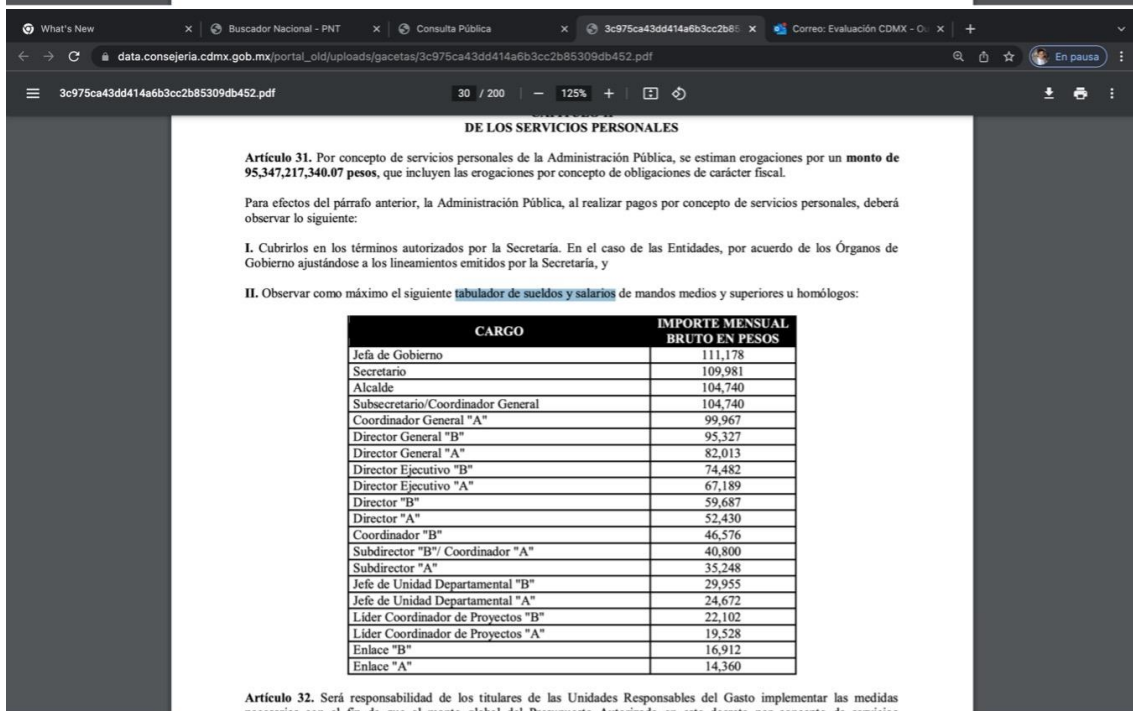 What's New
Buscador Nacional - PNT
Consulta Pública
3c975ca43dd414a6b3cc2b85
Correo: Evaluación CDMX - Ou
data.consejeria.cdmx.gob.mx/portal_old/uploads/gacetas/3c975ca43dd414a6b3cc2b85309db452.pdf
En pausa
3c975ca43dd414a6b3cc2b85309db452.pdf
30 / 200
125%
DE LOS SERVICIOS PERSONALES
Artículo 31. Por concepto de servicios personales de la Administración Pública, se estiman erogaciones por un monto de
95,347,217,340.07 pesos, que incluyen las erogaciones por concepto de obligaciones de carácter fiscal.
Para efectos del párrafo anterior, la Administración Pública, al realizar pagos por concepto de servicios personales, deberá
observar lo siguiente:
I. Cubrirlos en los términos autorizados por la Secretaría. En el caso de las Entidades, por acuerdo de los Órganos de
Gobierno ajustándose a los lineamientos emitidos por la Secretaría, y
II. Observar como máximo el siguiente tabulador de sueldos y salarios de mandos medios y superiores u homólogos:
CARGO IMPORTE MENSUAL
BRUTO EN PESOS
Jefa de Gobierno 111,178
Secretario 109,981
Alcalde 104,740
Subsecretario/Coordinador General 104,740
Coordinador General "A" 99,967
Director General "B" 95,327
Director General "A" 82,013
Director Ejecutivo "B" 74,482
Director Ejecutivo "A" 67,189
Director "B" 59,687
Director "A" 52,430
Coordinador "B" 46,576
Subdirector "B"/ Coordinador "A" 40,800
Subdirector "A" 35,248
Jefe de Unidad Departamental "B" 29,955
Jefe de Unidad Departamental "A" 24,672
Líder Coordinador de Proyectos "B" 22,102
Líder Coordinador de Proyectos "A" 19,528
Enlace "B" 16,912
Enlace "A" 14,360
Artículo 32. Será responsabilidad de los titulares de las Unidades Responsables del Gasto implementar las medidas